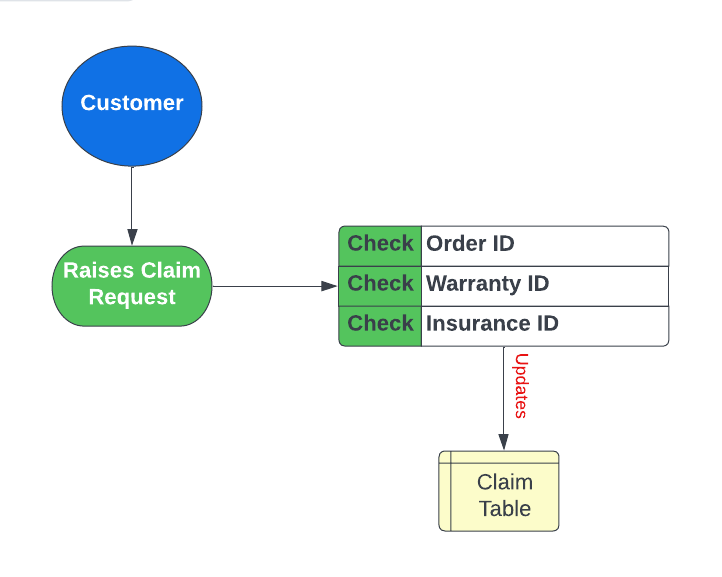 Customer
Raises Claim
Request
Check Order ID
Check Warranty ID
Check Insurance ID
Updates
Claim
Table